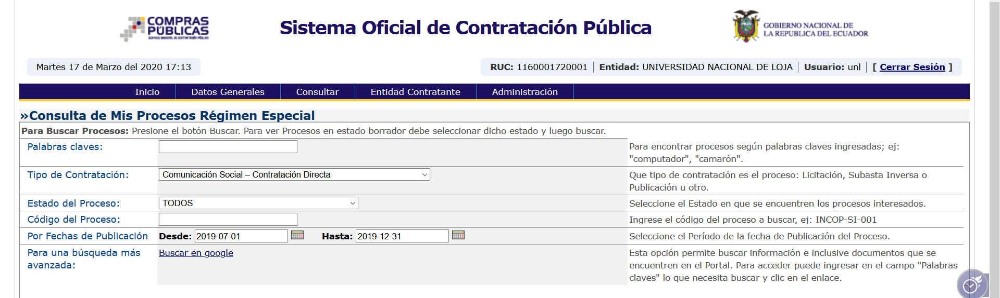 COMPRAS
PÚBLICAS
SERVICIO NACIONAL DE CONTRATACIÓN PÚBLICA
Sistema Oficial de Contratación Pública
GOBIERNO NACIONAL DE
LA REPUBLICA DEL ECUADOR
Martes 17 de Marzo del 2020 17:13
RUC: 1160001720001 | Entidad: UNIVERSIDAD NACIONAL DE LOJA | Usuario: unl | [ Cerrar Sesión ]
Inicio Datos Generales Consultar Entidad Contratante Administración
»Consulta de Mis Procesos Régimen Especial
Para Buscar Procesos: Presione el botón Buscar. Para ver Procesos en estado borrador debe seleccionar dicho estado y luego buscar.
Palabras claves:
Para encontrar procesos según palabras claves ingresadas; ej:
"computador", "camarón".
Tipo de Contratación: Comunicación Social – Contratación Directa
Que tipo de contratación es el proceso: Licitación, Subasta Inversa o
Publicación u otro.
Estado del Proceso: TODOS
Seleccione el Estado en que se encuentren los procesos interesados.
Código del Proceso:
Ingrese el código del proceso a buscar, ej: INCOP-SI-001
Por Fechas de Publicación Desde: 2019-07-01 Hasta: 2019-12-31
Seleccione el Período de la fecha de Publicación del Proceso.
Para una búsqueda más
avanzada:
Buscar en google
Esta opción permite buscar información e inclusive documentos que se
encuentren en el Portal. Para acceder puede ingresar en el campo "Palabras
claves" lo que necesita buscar y clic en el enlace.